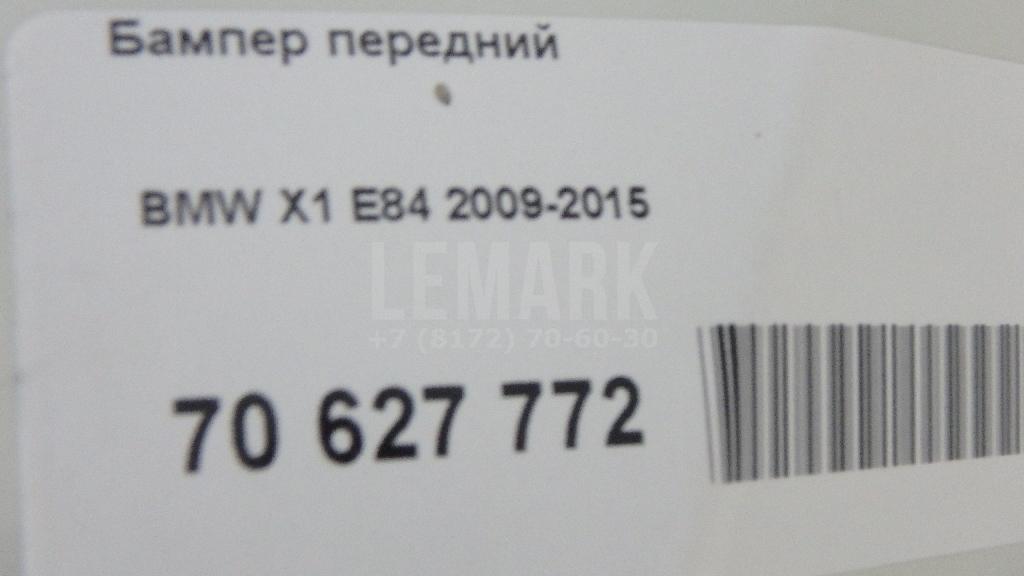 Бампер передний
BMW X1 E84 2009-2015
LEMARK
+7 (8172) 70-60-30
70 627 772